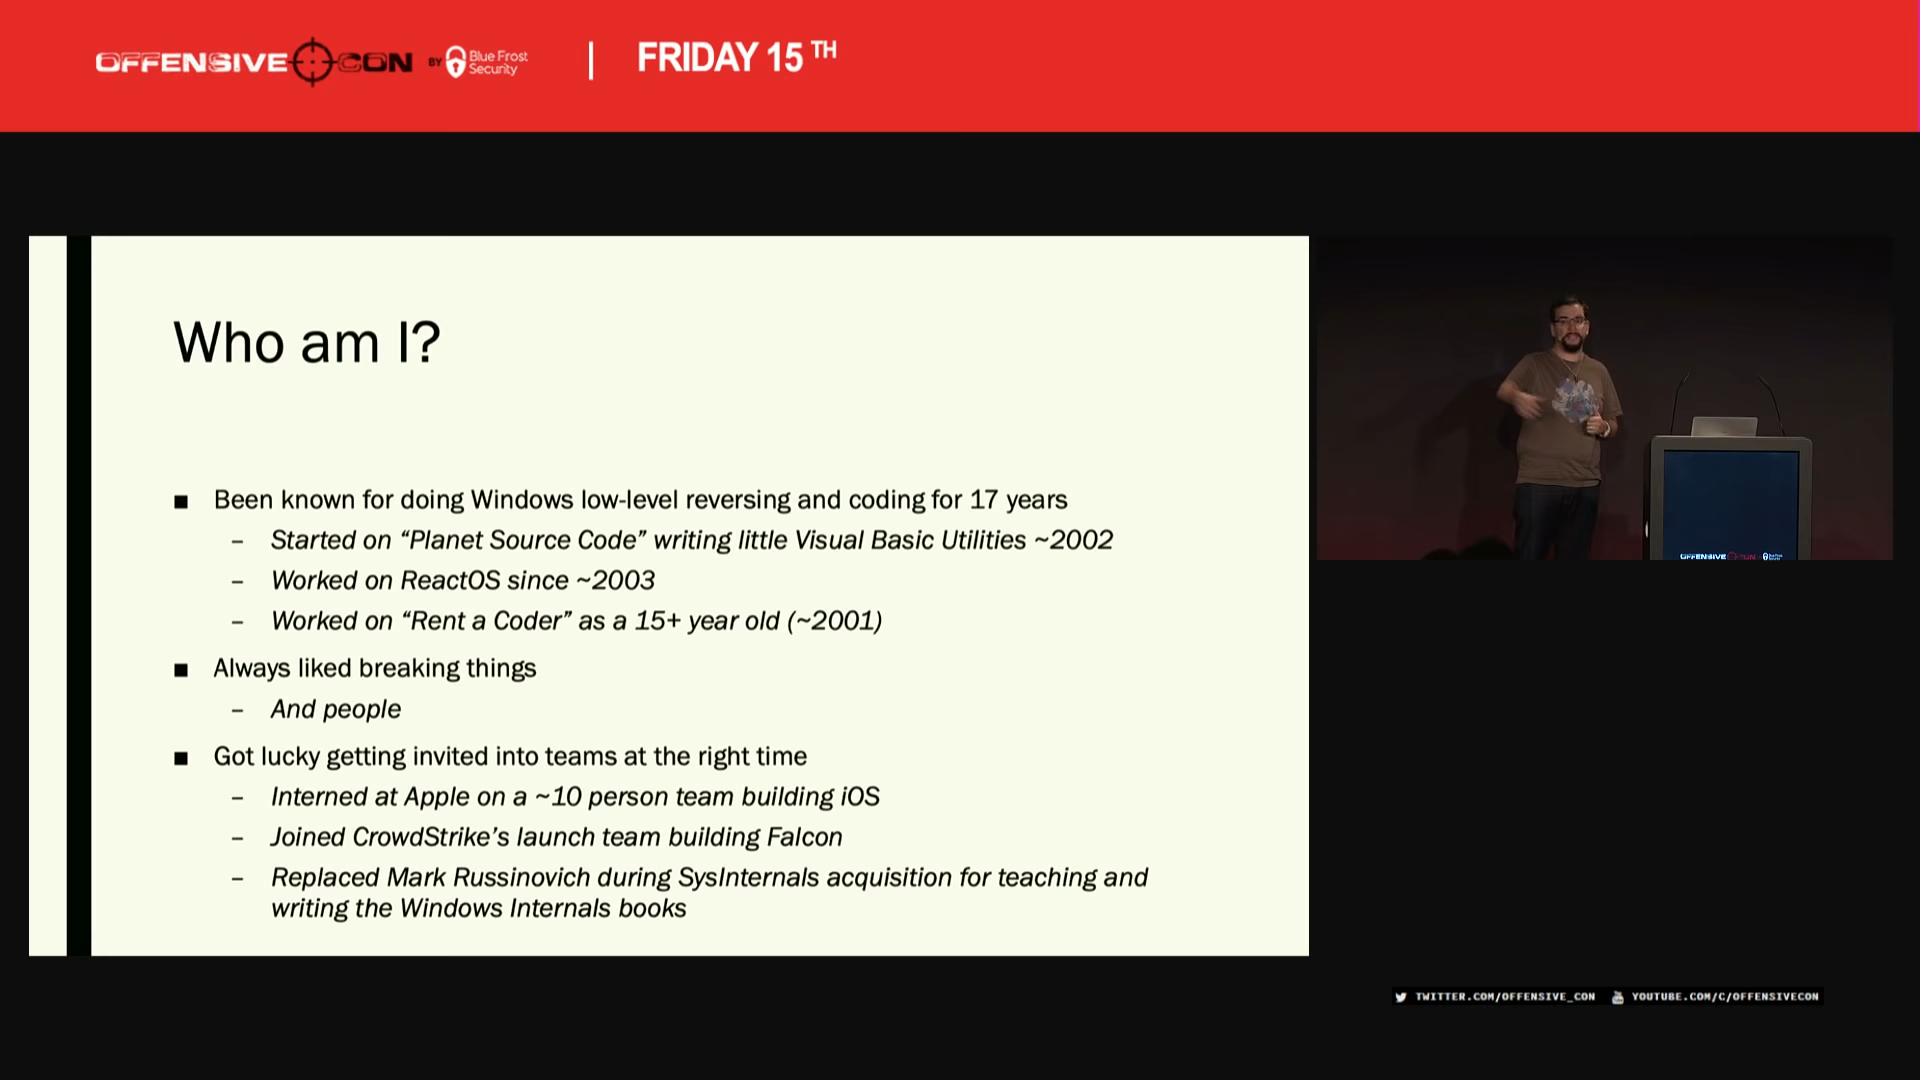 OFFENSIVE CON BY Blue Frost Security | FRIDAY 15 TH
Who am I?
■ Been known for doing Windows low-level reversing and coding for 17 years
– Started on “Planet Source Code” writing little Visual Basic Utilities ~2002
– Worked on ReactOS since ~2003
– Worked on “Rent a Coder” as a 15+ year old (~2001)
■ Always liked breaking things
– And people
■ Got lucky getting invited into teams at the right time
– Interned at Apple on a ~10 person team building iOS
– Joined CrowdStrike’s launch team building Falcon
– Replaced Mark Russinovich during SysInternals acquisition for teaching and
writing the Windows Internals books
OFFENSIVE CON
TWITTER.COM/OFFENSIVE_CON YOUTUBE.COM/C/OFFENSIVECON